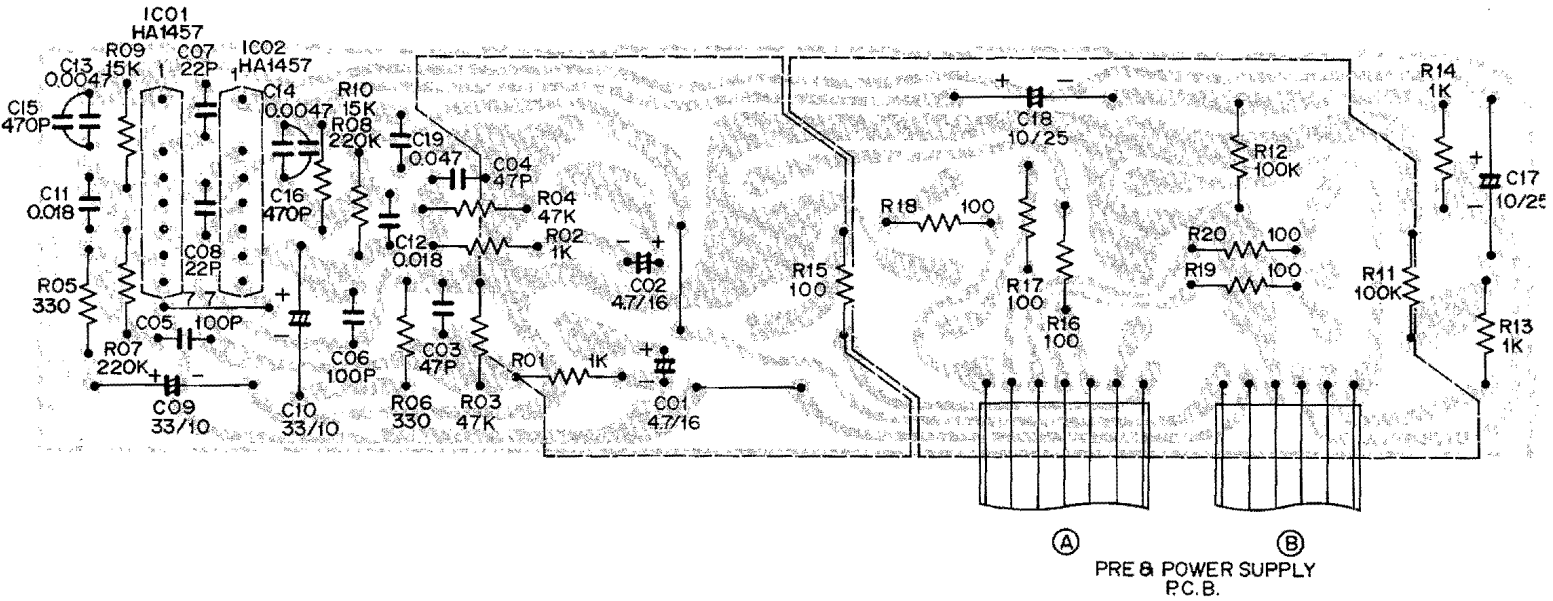 IC01
HA1457
R09
15K
C07
22P
IC02
HA1457
C13
0.0047
C15
470P
1
1
C14
0.0047
R10
15K
R08
220K
C19
0.047
C04
47P
R04
47K
R02
1K
C11
0.018
C16
470P
C12
0.018
C08
22P
R05
330
7 7
C05
100P
+
-
R07
220K
+ -
C09
33/10
C10
33/10
C06
100P
R06
330
C03
47P
R03
47K
R01
1K
- +
C02
4.7/16
+
-
C01
4.7/16
+ -
C18
10/25
R12
100K
R14
1K
+
-
C17
10/25
R18
100
R15
100
R17
100
R16
100
R20
100
R19
100
R11
100K
R13
1K
A
B
PRE & POWER SUPPLY
P.C.B.